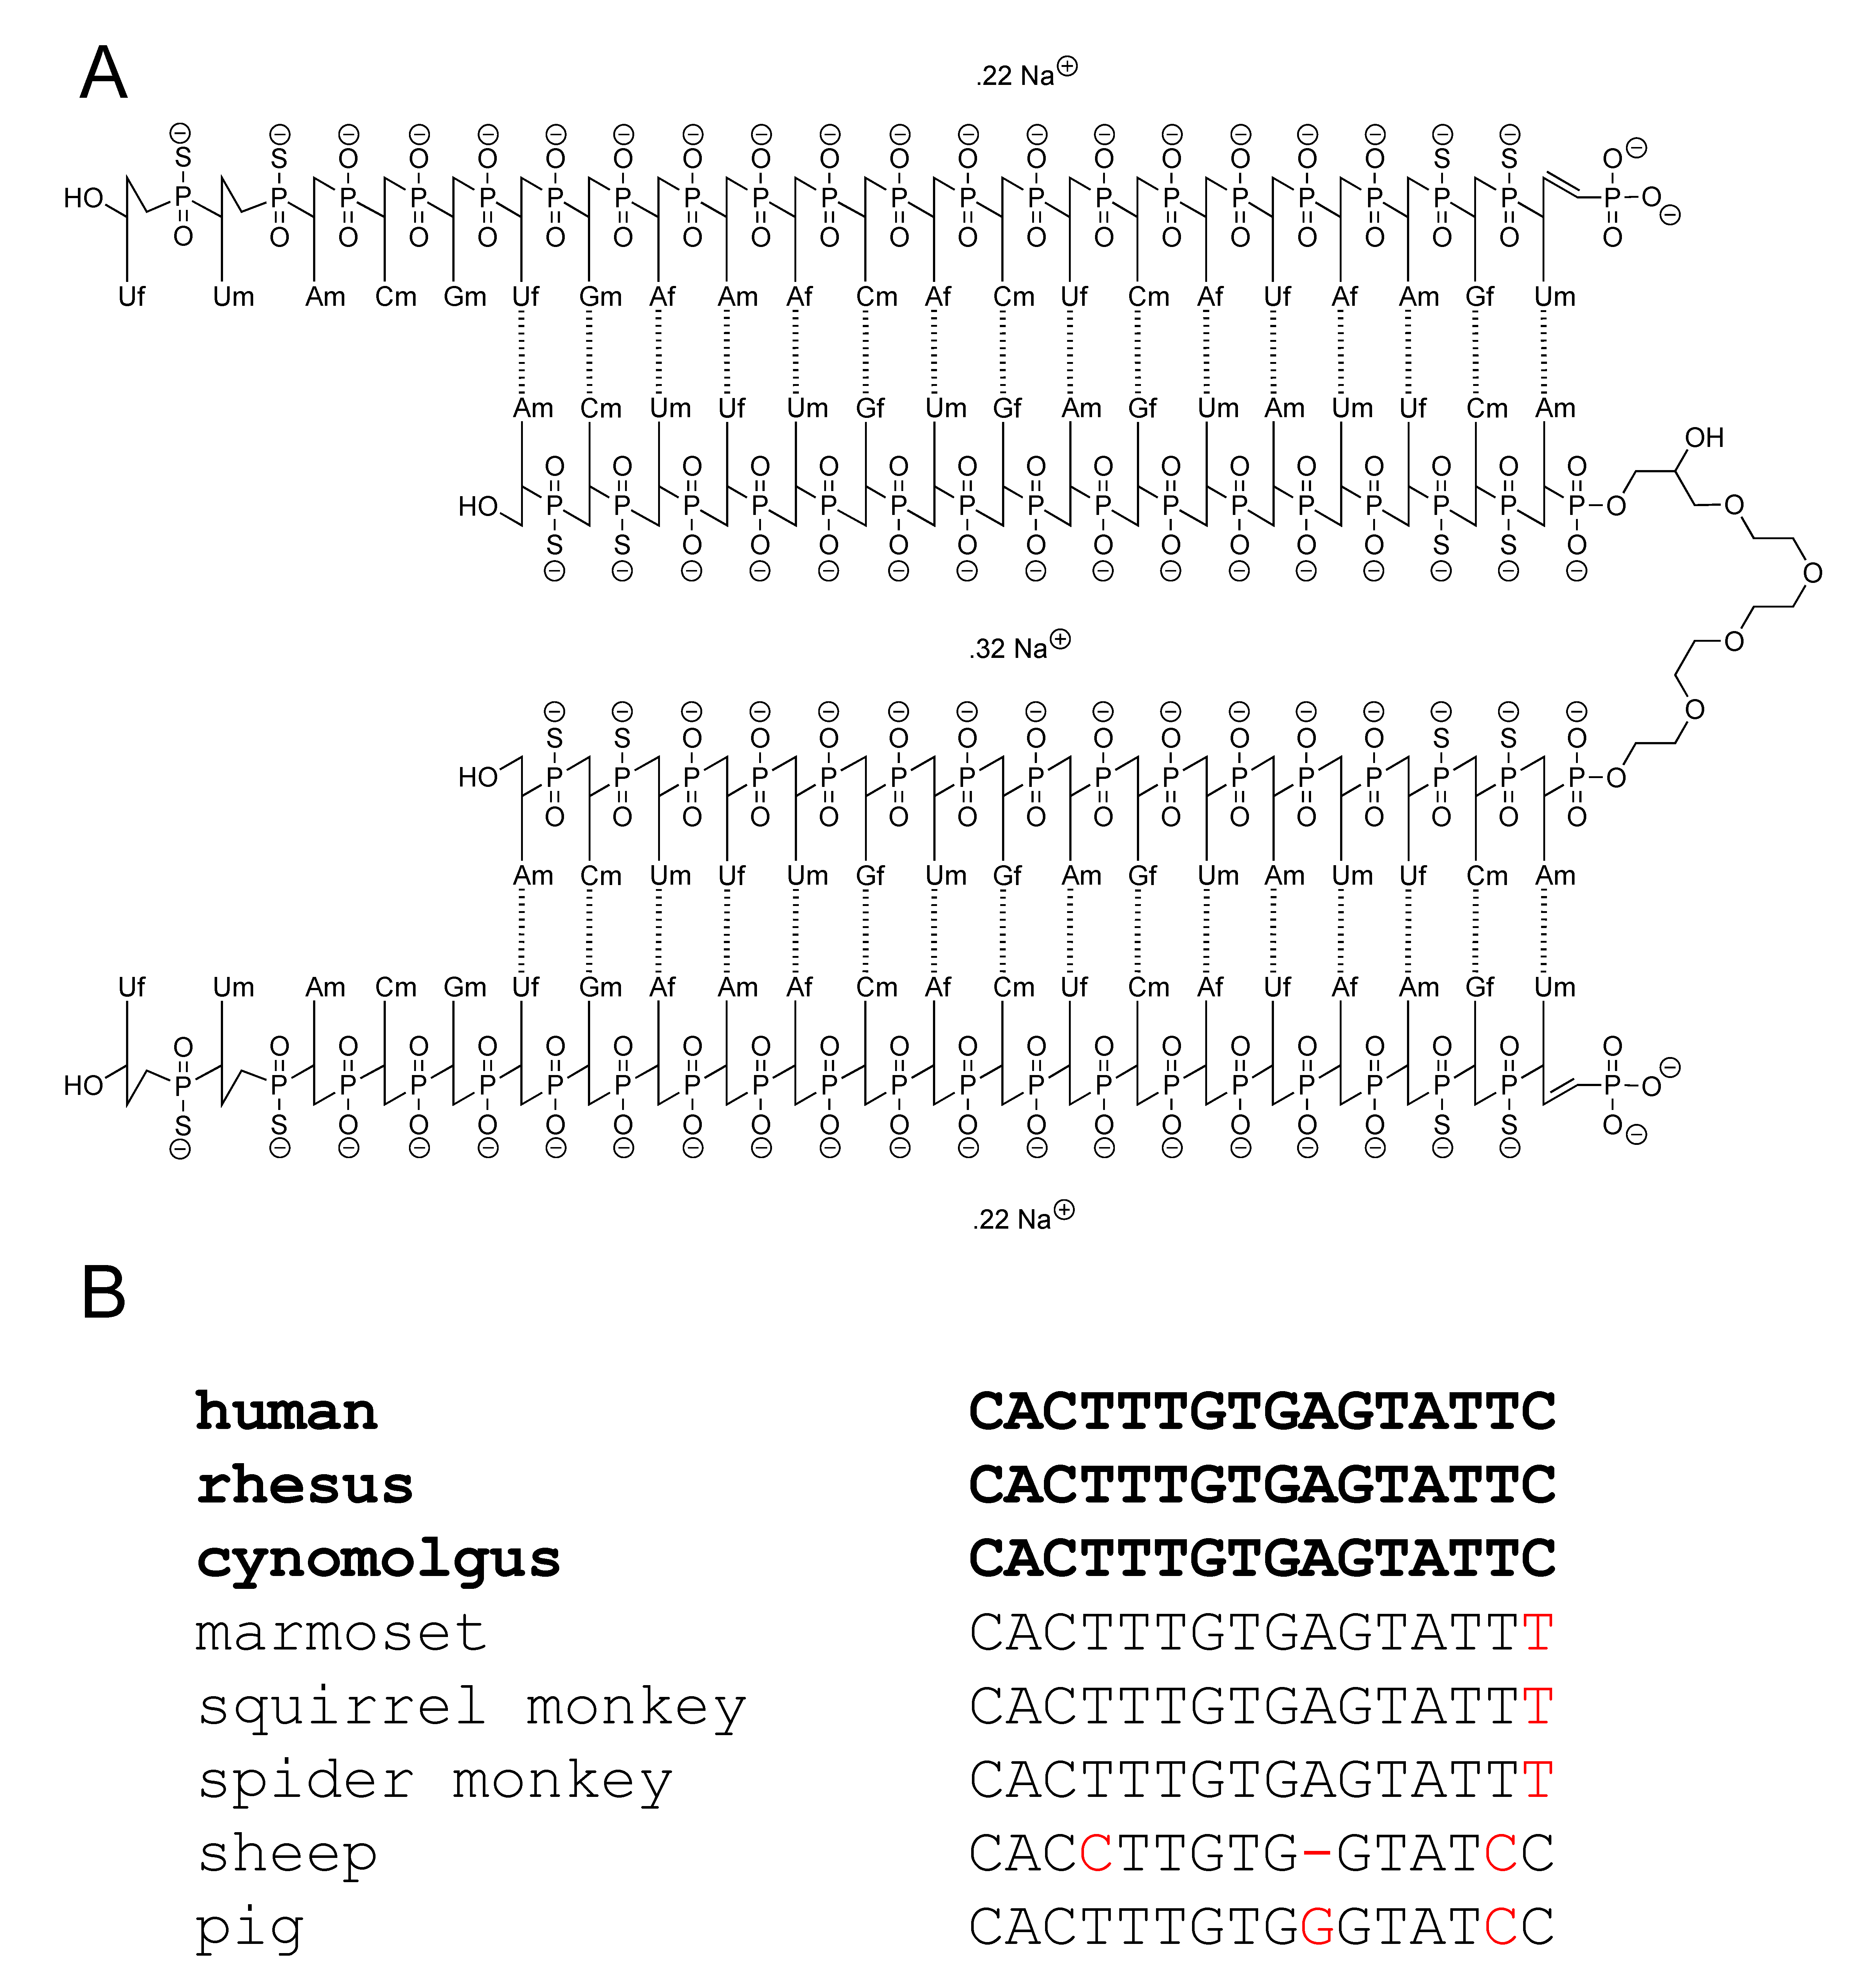 A
.22 Na⊕
⊖ ⊖ ⊖ ⊖ ⊖ ⊖ ⊖ ⊖ ⊖ ⊖ ⊖ ⊖ ⊖ ⊖ ⊖ ⊖ ⊖ ⊖ ⊖ ⊖
S S O O O O O O O O O O O O O O O O S S O⊖
HO P P P P P P P P P P P P P P P P P P P P P O⊖
O O O O O O O O O O O O O O O O O O O O O
Uf Um Am Cm Gm Uf Gm Af Am Af Cm Af Cm Uf Cm Af Uf Af Am Gf Um
Am Cm Um Uf Um Gf Um Gf Am Gf Um Am Um Uf Cm Am
OH
O O O O O O O O O O O O O O O O
HO P P P P P P P P P P P P P P P P O O
S S O O O O O O O O O O O S S O
⊖ ⊖ ⊖ ⊖ ⊖ ⊖ ⊖ ⊖ ⊖ ⊖ ⊖ ⊖ ⊖ ⊖ ⊖ ⊖ O
.32 Na⊕ O
⊖ ⊖ ⊖ ⊖ ⊖ ⊖ ⊖ ⊖ ⊖ ⊖ ⊖ ⊖ ⊖ ⊖ ⊖ ⊖ O
S S O O O O O O O O O O O S S O
HO P P P P P P P P P P P P P P P P O
O O O O O O O O O O O O O O O O
Am Cm Um Uf Um Gf Um Gf Am Gf Um Am Um Uf Cm Am
Uf Um Am Cm Gm Uf Gm Af Am Af Cm Af Cm Uf Cm Af Uf Af Am Gf Um
O O O O O O O O O O O O O O O O O O O O O
HO P P P P P P P P P P P P P P P P P P P P P O⊖
S S O O O O O O O O O O O O O O O O S S O⊖
⊖ ⊖ ⊖ ⊖ ⊖ ⊖ ⊖ ⊖ ⊖ ⊖ ⊖ ⊖ ⊖ ⊖ ⊖ ⊖ ⊖ ⊖ ⊖ ⊖
.22 Na⊕
B
human CACTTTGTGAGTATTC
rhesus CACTTTGTGAGTATTC
cynomolgus CACTTTGTGAGTATTC
marmoset CACTTTGTGAGTATTT
squirrel monkey CACTTTGTGAGTATTT
spider monkey CACTTTGTGAGTATTT
sheep CACCTTGTG-GTATCC
pig CACTTTGTGGGTATCC